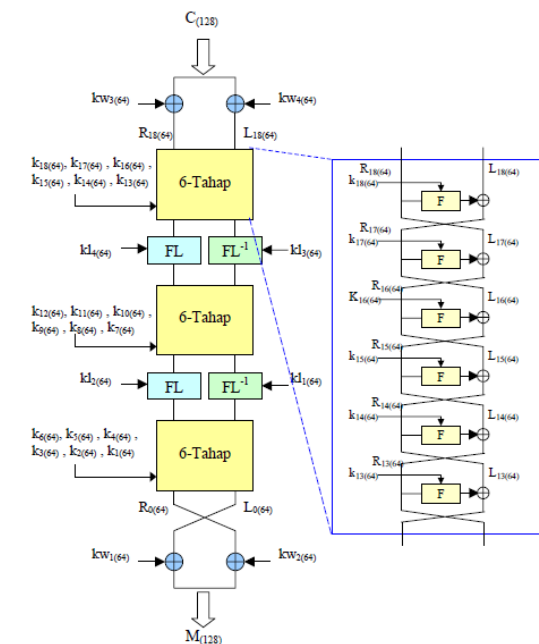 C(128)
kw3(64)
kw4(64)
R18(64)
L18(64)
k18(64), k17(64), k16(64) ,
k15(64) , k14(64) , k13(64)
6-Tahap
kl4(64)
FL
FL-1
kl3(64)
k12(64), k11(64) , k10(64) ,
k9(64) , k8(64) , k7(64)
6-Tahap
kl2(64)
FL
FL-1
kl1(64)
k6(64), k5(64) , k4(64) ,
k3(64) , k2(64) , k1(64)
6-Tahap
R0(64)
L0(64)
kw1(64)
kw2(64)
M(128)
R18(64)
L18(64)
k18(64)
F
R17(64)
L17(64)
k17(64)
F
R16(64)
L16(64)
K16(64)
F
R15(64)
L15(64)
k15(64)
F
R14(64)
L14(64)
k14(64)
F
R13(64)
L13(64)
k13(64)
F